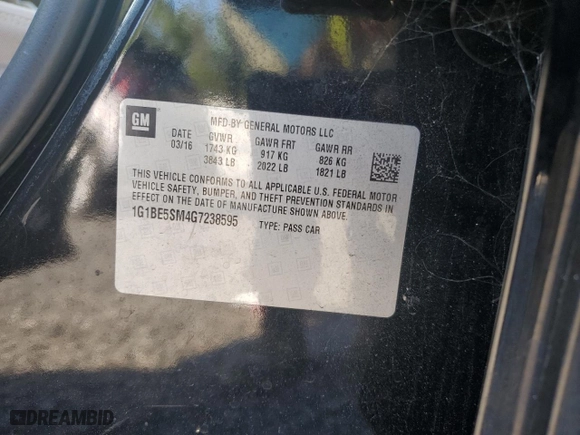 GM
MFD BY GENERAL MOTORS LLC
DATE GVWR GAWR FRT GAWR RR
03/16 1743 KG 917 KG 826 KG
3843 LB 2022 LB 1821 LB
THIS VEHICLE CONFORMS TO ALL APPLICABLE U.S. FEDERAL MOTOR
VEHICLE SAFETY, BUMPER, AND THEFT PREVENTION STANDARDS IN
EFFECT ON THE DATE OF MANUFACTURE SHOWN ABOVE.
1G1BE5SM4G7238595 TYPE: PASS CAR
DREAMBID